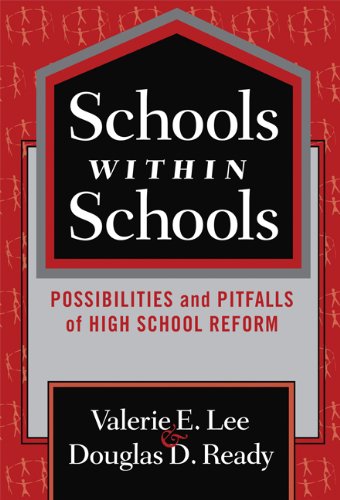 Schools
WITHIN
Schools
POSSIBILITIES and PITFALLS
of HIGH SCHOOL REFORM
Valerie E. Lee
&
Douglas D. Ready